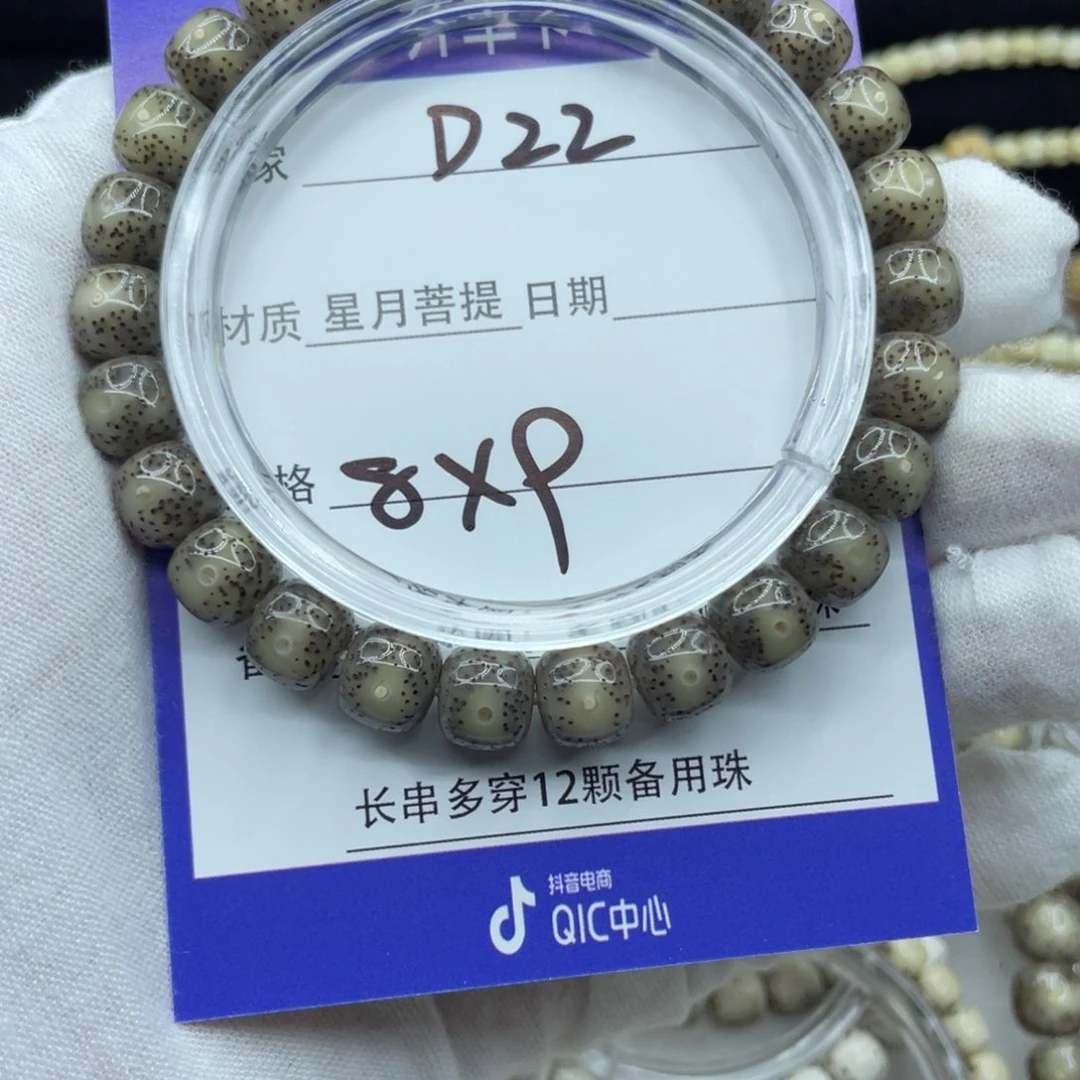 D22
材质 星月菩提 日期
格 8XP
长串多穿12颗备用珠
抖音电商
QIC中心